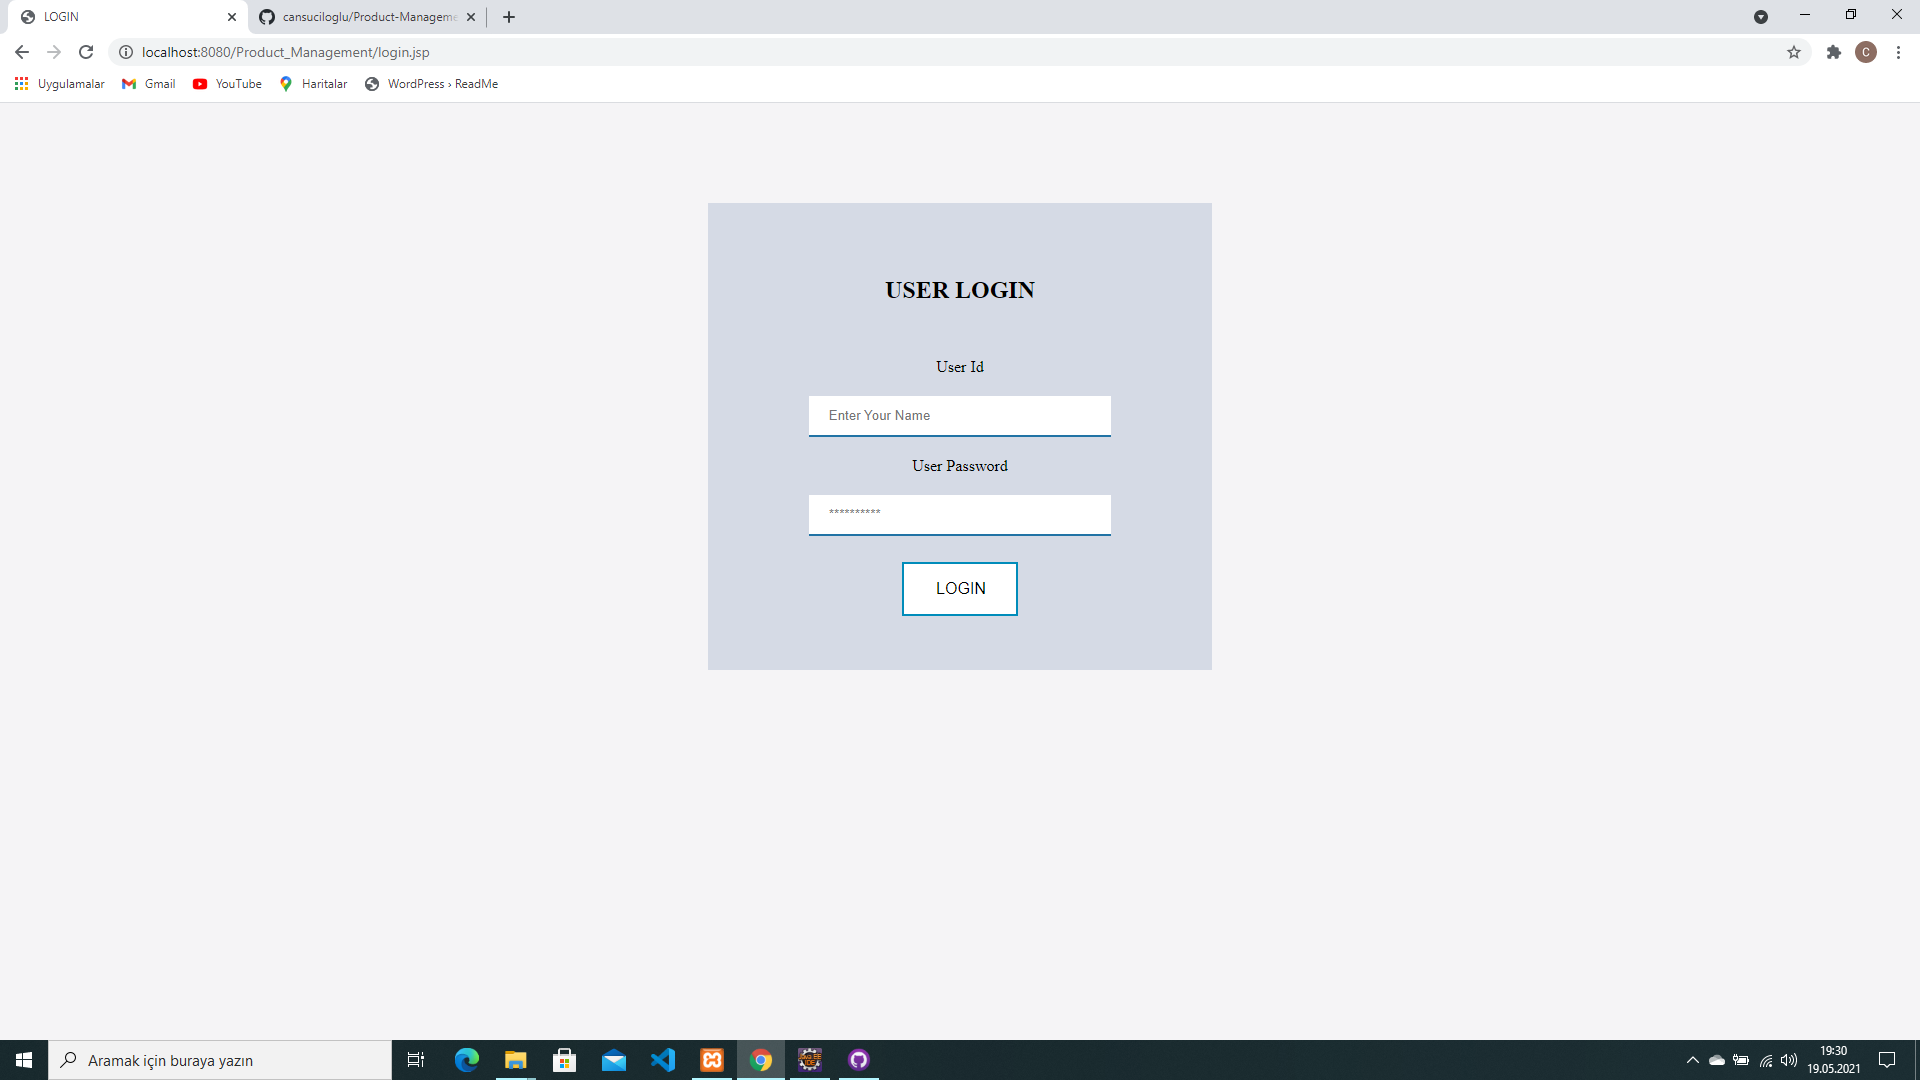 LOGIN
cansuciloglu/Product-Manageme
localhost:8080/Product_Management/login.jsp
C
Uygulamalar
Gmail
YouTube
Haritalar
WordPress › ReadMe
USER LOGIN
User Id
Enter Your Name
User Password
**********
LOGIN
Aramak için buraya yazın
19:30
19.05.2021